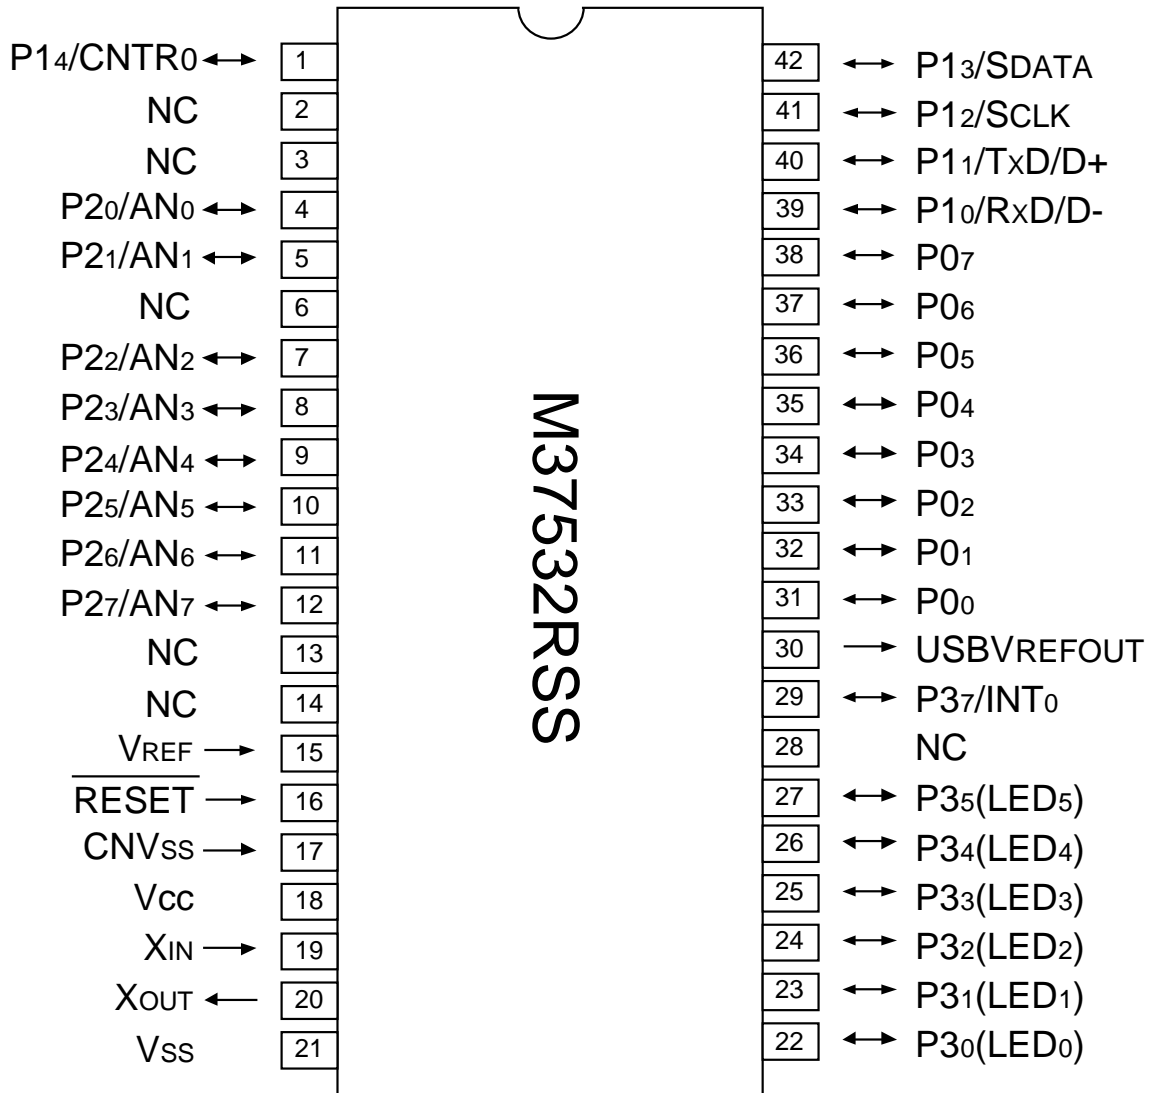 P14/CNTR0 1
NC 2
NC 3
P20/AN0 4
P21/AN1 5
NC 6
P22/AN2 7
P23/AN3 8
P24/AN4 9
P25/AN5 10
P26/AN6 11
P27/AN7 12
NC 13
NC 14
VREF 15
RESET 16
CNVSS 17
VCC 18
XIN 19
XOUT 20
VSS 21
M37532RSS
42 P13/SDATA
41 P12/SCLK
40 P11/TXD/D+
39 P10/RXD/D-
38 P07
37 P06
36 P05
35 P04
34 P03
33 P02
32 P01
31 P00
30 USBVREFOUT
29 P37/INT0
28 NC
27 P35(LED5)
26 P34(LED4)
25 P33(LED3)
24 P32(LED2)
23 P31(LED1)
22 P30(LED0)